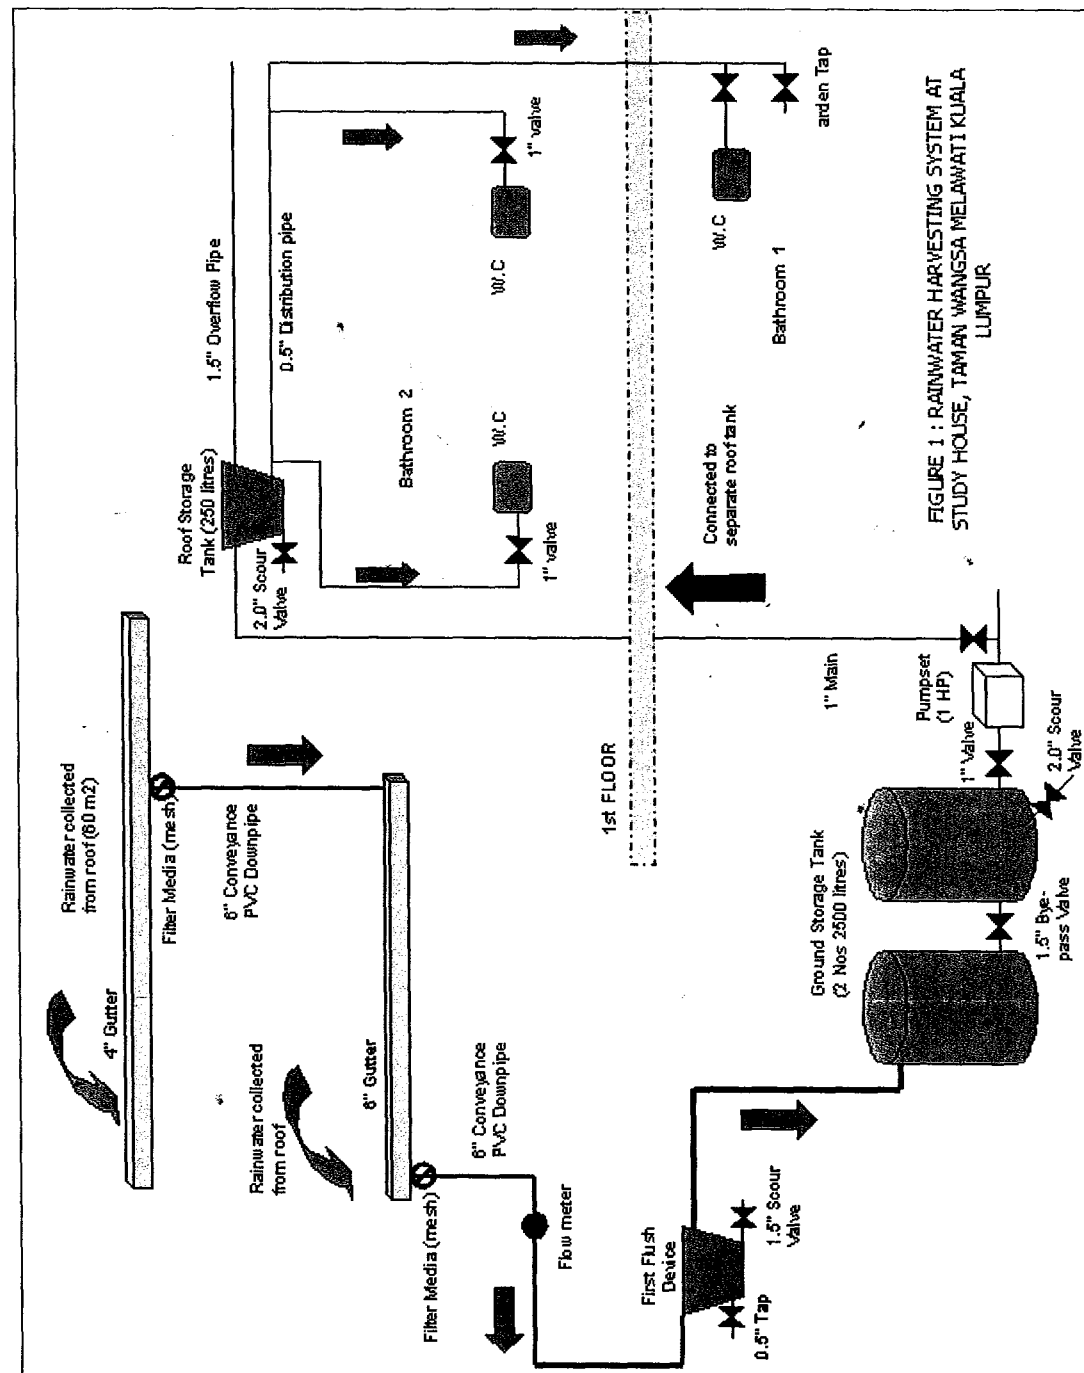 Rainwater collected
from roof (60 m2)
4" Gutter
Filter Media (mesh)
6" Conveyance
PVC Downpipe
Rainwater collected
from roof
6" Gutter
Filter Media (mesh)
6" Conveyance
PVC Downpipe
Flow meter
First Flush
Device
0.5" Tap
1.5" Scour
Valve
Ground Storage Tank
(2 Nos 2500 litres)
1.5" Bye-
pass Valve
2.0" Scour
Valve
1" Valve
Pumpset
(1 HP)
1" Main
1st FLOOR
Roof Storage
Tank (250 litres)
2.0" Scour
Valve
1.5" Overflow Pipe
0.5" Distribution pipe
Bathroom 2
W.C
1" valve
W.C
1" valve
Connected to
separate roof tank
W.C
Bathroom 1
arden Tap
FIGURE 1 : RAINWATER HARVESTING SYSTEM AT
STUDY HOUSE, TAMAN WANGSA MELAWATI KUALA
LUMPUR